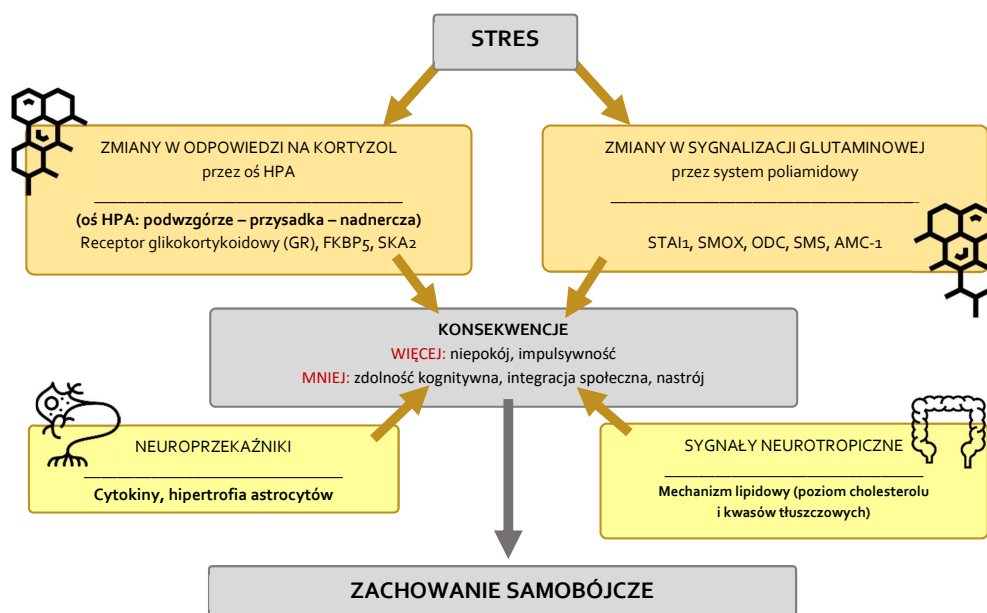 STRES
ZMIANY W ODPOWIEDZI NA KORTYZOL
przez oś HPA
(oś HPA: podwzgórze – przysadka – nadnercza)
Receptor glikokortykoidowy (GR), FKBP5, SKA2
ZMIANY W SYGNALIZACJI GLUTAMINOWEJ
przez system poliamidowy
STAI1, SMOX, ODC, SMS, AMC-1
KONSEKWENCJE
WIĘCEJ: niepokój, impulsywność
MNIEJ: zdolność kognitywna, integracja społeczna, nastrój
NEUROPRZEKAŹNIKI
Cytokiny, hipertrofia astrocytów
SYGNAŁY NEUROTROPICZNE
Mechanizm lipidowy (poziom cholesterolu
i kwasów tłuszczowych)
ZACHOWANIE SAMOBÓJCZE